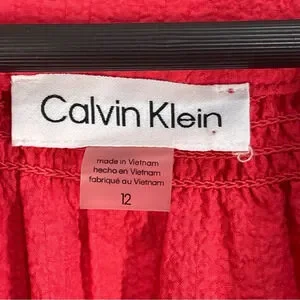 Calvin Klein
made in Vietnam
hecho en Vietnam
fabriqué au Vietnam
12